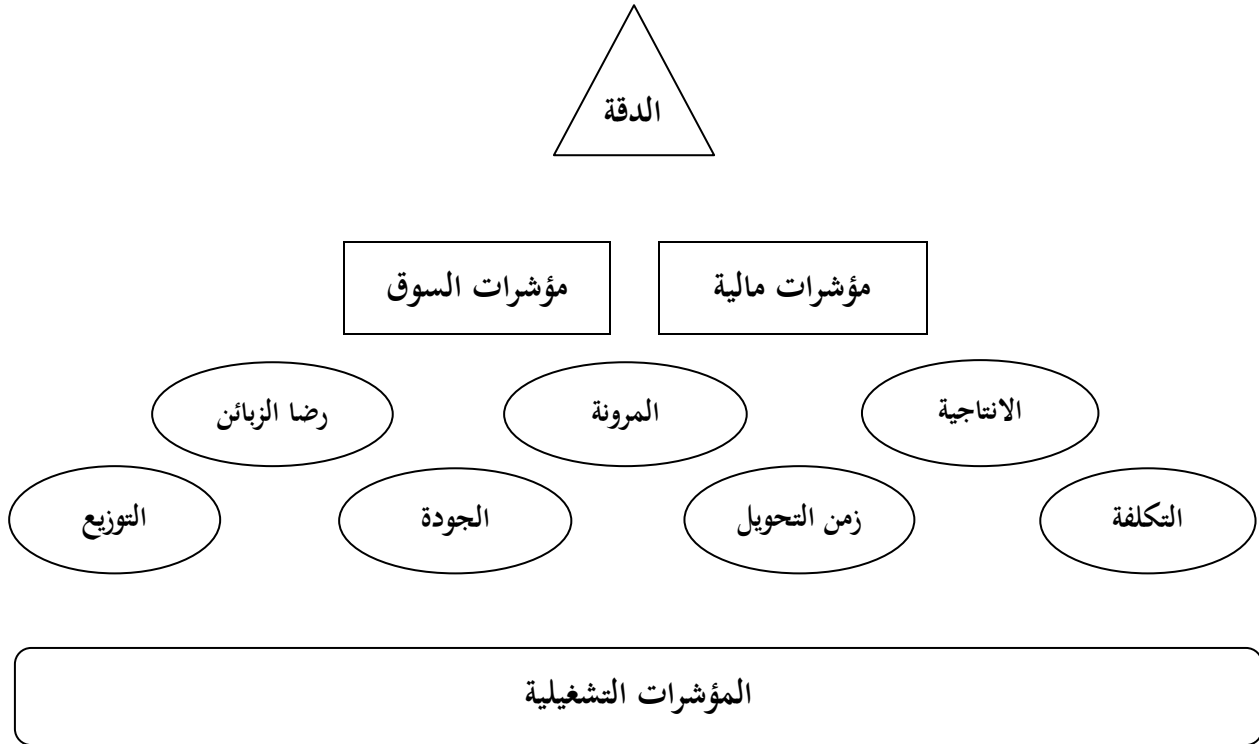 الدقة
مؤشرات مالية
مؤشرات السوق
الانتاجية
المرونة
رضا الزبائن
التكلفة
زمن التحويل
الجودة
التوزيع
المؤشرات التشغيلية